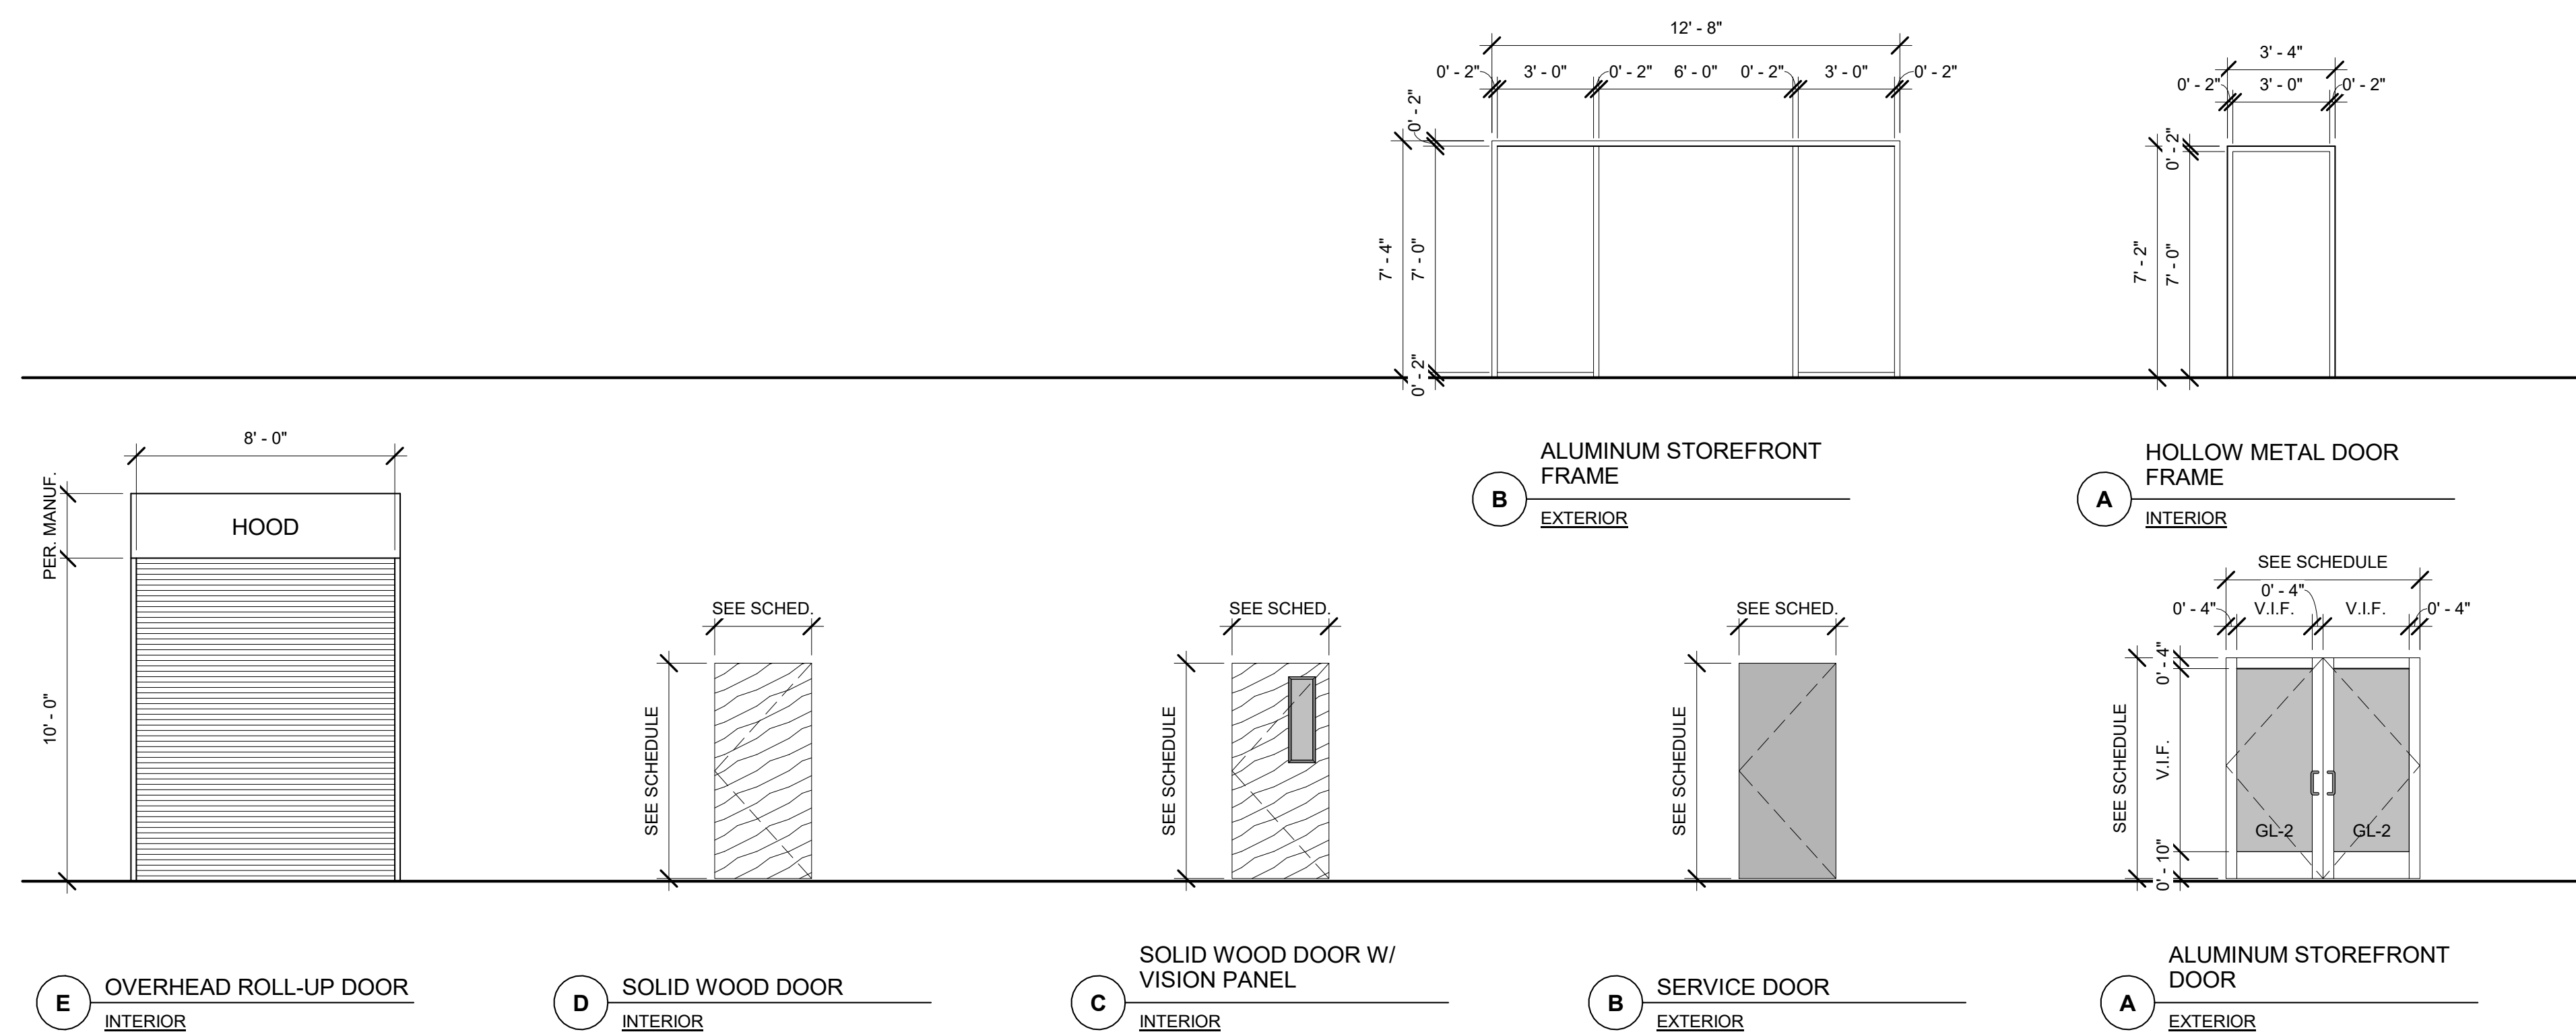 12' - 8"
0' - 2"
3' - 0"
0' - 2"
6' - 0"
0' - 2"
3' - 0"
0' - 2"
0' - 2"
7' - 4"
7' - 0"
0' - 2"
B
ALUMINUM STOREFRONT
FRAME
EXTERIOR
3' - 4"
0' - 2"
3' - 0"
0' - 2"
0' - 2"
7' - 2"
7' - 0"
A
HOLLOW METAL DOOR
FRAME
INTERIOR
8' - 0"
PER. MANUF.
HOOD
10' - 0"
E
OVERHEAD ROLL-UP DOOR
INTERIOR
SEE SCHED.
SEE SCHEDULE
D
SOLID WOOD DOOR
INTERIOR
SEE SCHED.
SEE SCHEDULE
C
SOLID WOOD DOOR W/
VISION PANEL
INTERIOR
SEE SCHED.
SEE SCHEDULE
B
SERVICE DOOR
EXTERIOR
SEE SCHEDULE
0' - 4"
0' - 4"
V.I.F.
V.I.F.
0' - 4"
0' - 4"
SEE SCHEDULE
V.I.F.
0' - 10"
GL-2
GL-2
A
ALUMINUM STOREFRONT
DOOR
EXTERIOR